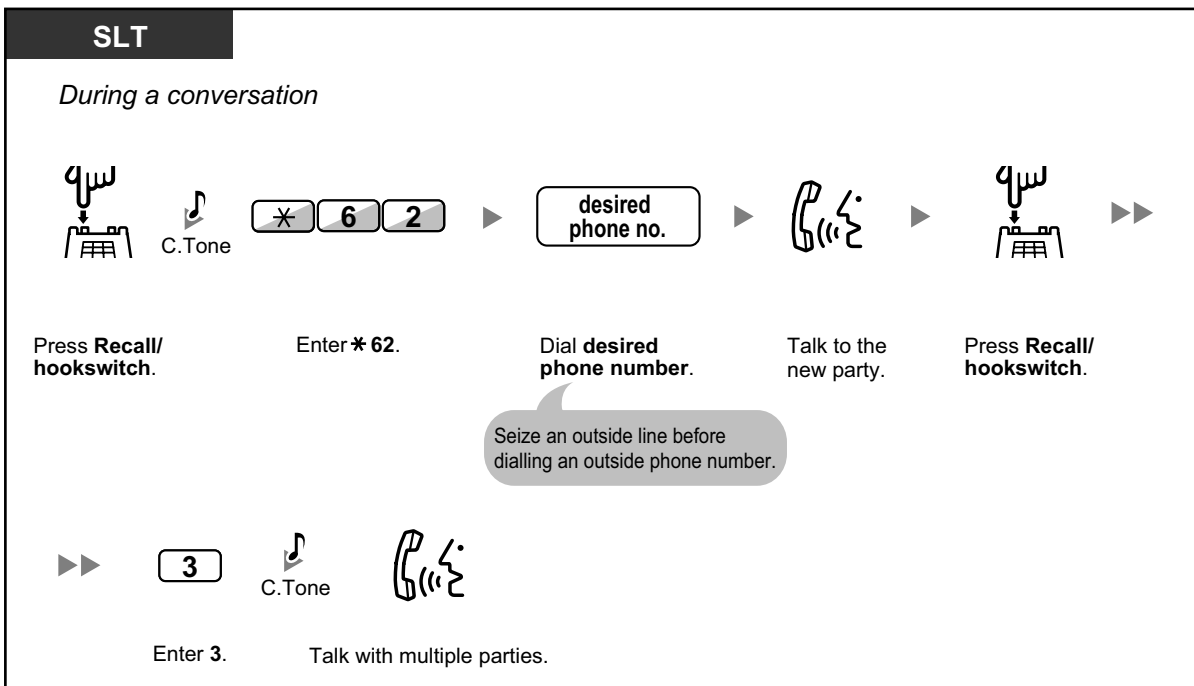 SLT
During a conversation
C.Tone
* 6 2
desired
phone no.
Press Recall/
hookswitch.
Enter * 62.
Dial desired
phone number.
Talk to the
new party.
Press Recall/
hookswitch.
Seize an outside line before
dialling an outside phone number.
3
C.Tone
Enter 3.
Talk with multiple parties.